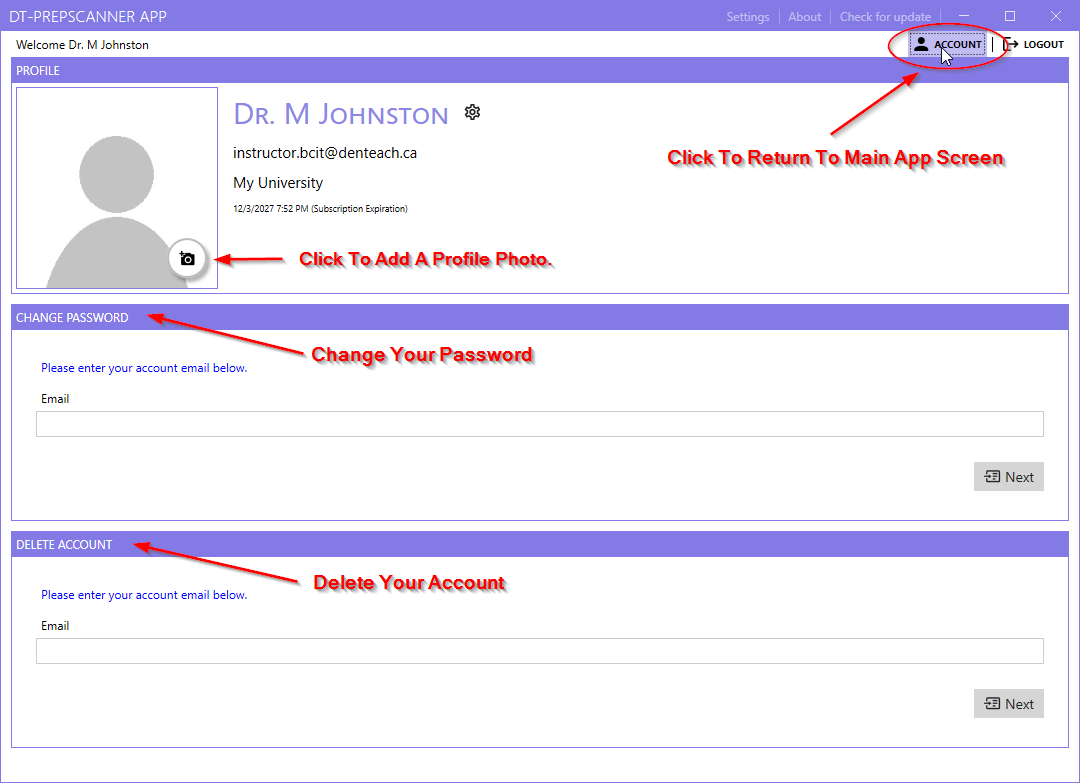 DT-PREPSCANNER APP
Settings
About
Check for update
Welcome Dr. M Johnston
ACCOUNT
LOGOUT
PROFILE
DR. M JOHNSTON
instructor.bcit@denteach.ca
My University
12/3/2027 7:52 PM (Subscription Expiration)
Click To Return To Main App Screen
Click To Add A Profile Photo.
CHANGE PASSWORD
Change Your Password
Please enter your account email below.
Email
Next
DELETE ACCOUNT
Delete Your Account
Please enter your account email below.
Email
Next